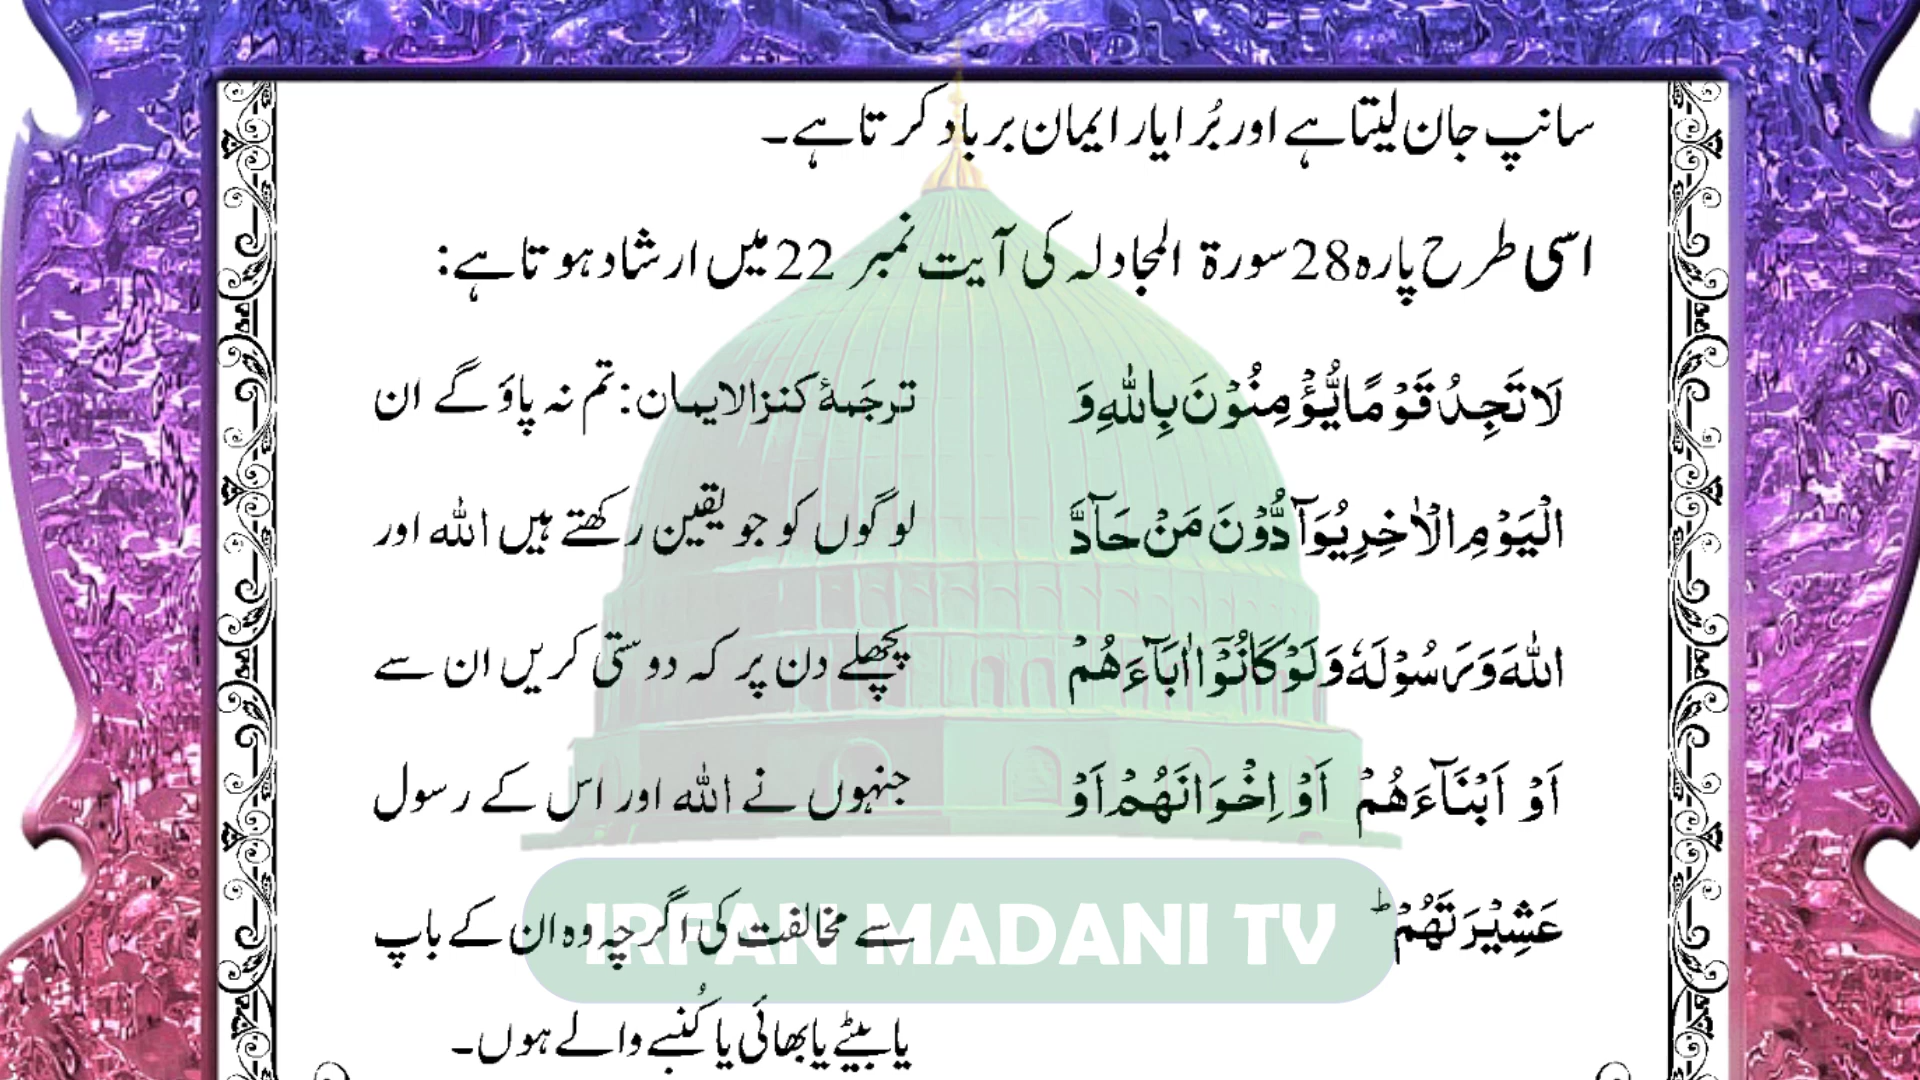 سانپ جان لیتا ہے اور بُرا یار ایمان برباد کرتا ہے۔
اسی طرح پارہ 28 سورۃ المجادلہ کی آیت نمبر 22 میں ارشاد ہوتا ہے:
لَا تَجِدُ قَوْمًا یُّؤْمِنُوْنَ بِاللّٰهِ وَ
الْیَوْمِ الْاٰخِرِ یُوَآدُّوْنَ مَنْ حَآدَّ
اللّٰهَ وَ رَسُوْلَهٗ وَ لَوْ كَانُوْۤا اٰبَآءَهُمْ
اَوْ اَبْنَآءَهُمْ اَوْ اِخْوَانَهُمْ اَوْ
عَشِیْرَتَهُمْ ؕ
ترجَمۂ کنزالایمان: تم نہ پاؤ گے ان
لوگوں کو جو یقین رکھتے ہیں اللہ اور
پچھلے دن پر کہ دوستی کریں ان سے
جنہوں نے اللہ اور اس کے رسول
سے مخالفت کی اگرچہ وہ ان کے باپ
یا بیٹے یا بھائی یا کُنبے والے ہوں۔
IRFAN MADANI TV